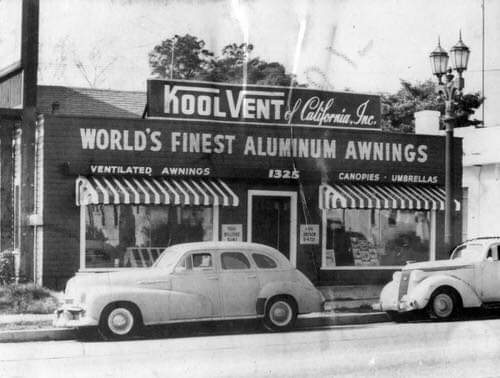 KOOLVENT of California, Inc.
WORLD'S FINEST ALUMINUM AWNINGS
VENTILATED AWNINGS 1325 CANOPIES - UMBRELLAS